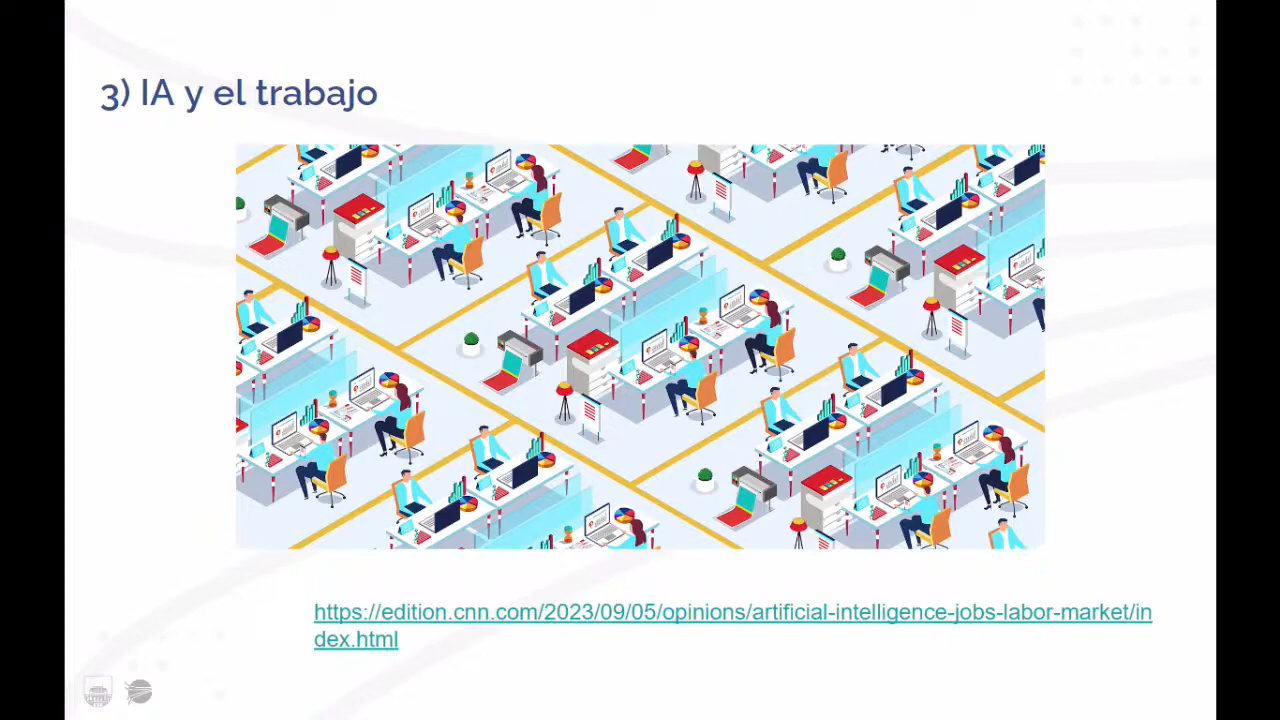 3) IA y el trabajo
https://edition.cnn.com/2023/09/05/opinions/artificial-intelligence-jobs-labor-market/in
dex.html